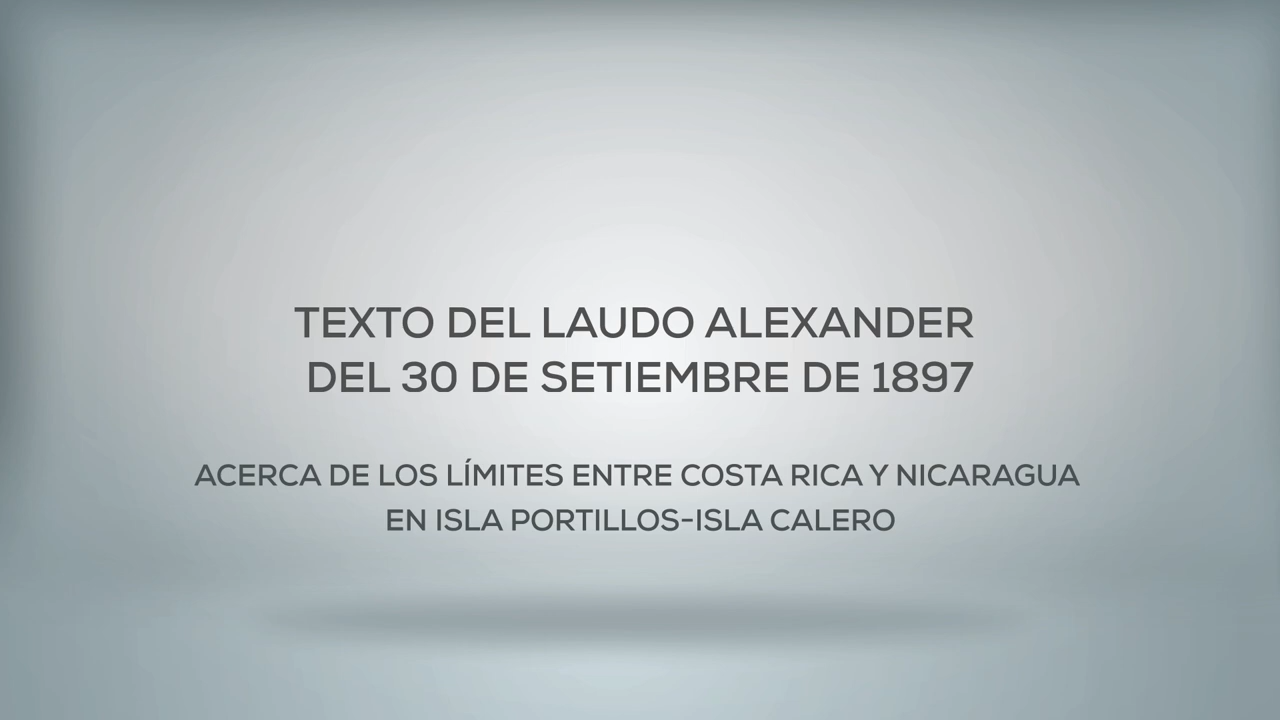 TEXTO DEL LAUDO ALEXANDER
DEL 30 DE SETIEMBRE DE 1897
ACERCA DE LOS LÍMITES ENTRE COSTA RICA Y NICARAGUA
EN ISLA PORTILLOS-ISLA CALERO